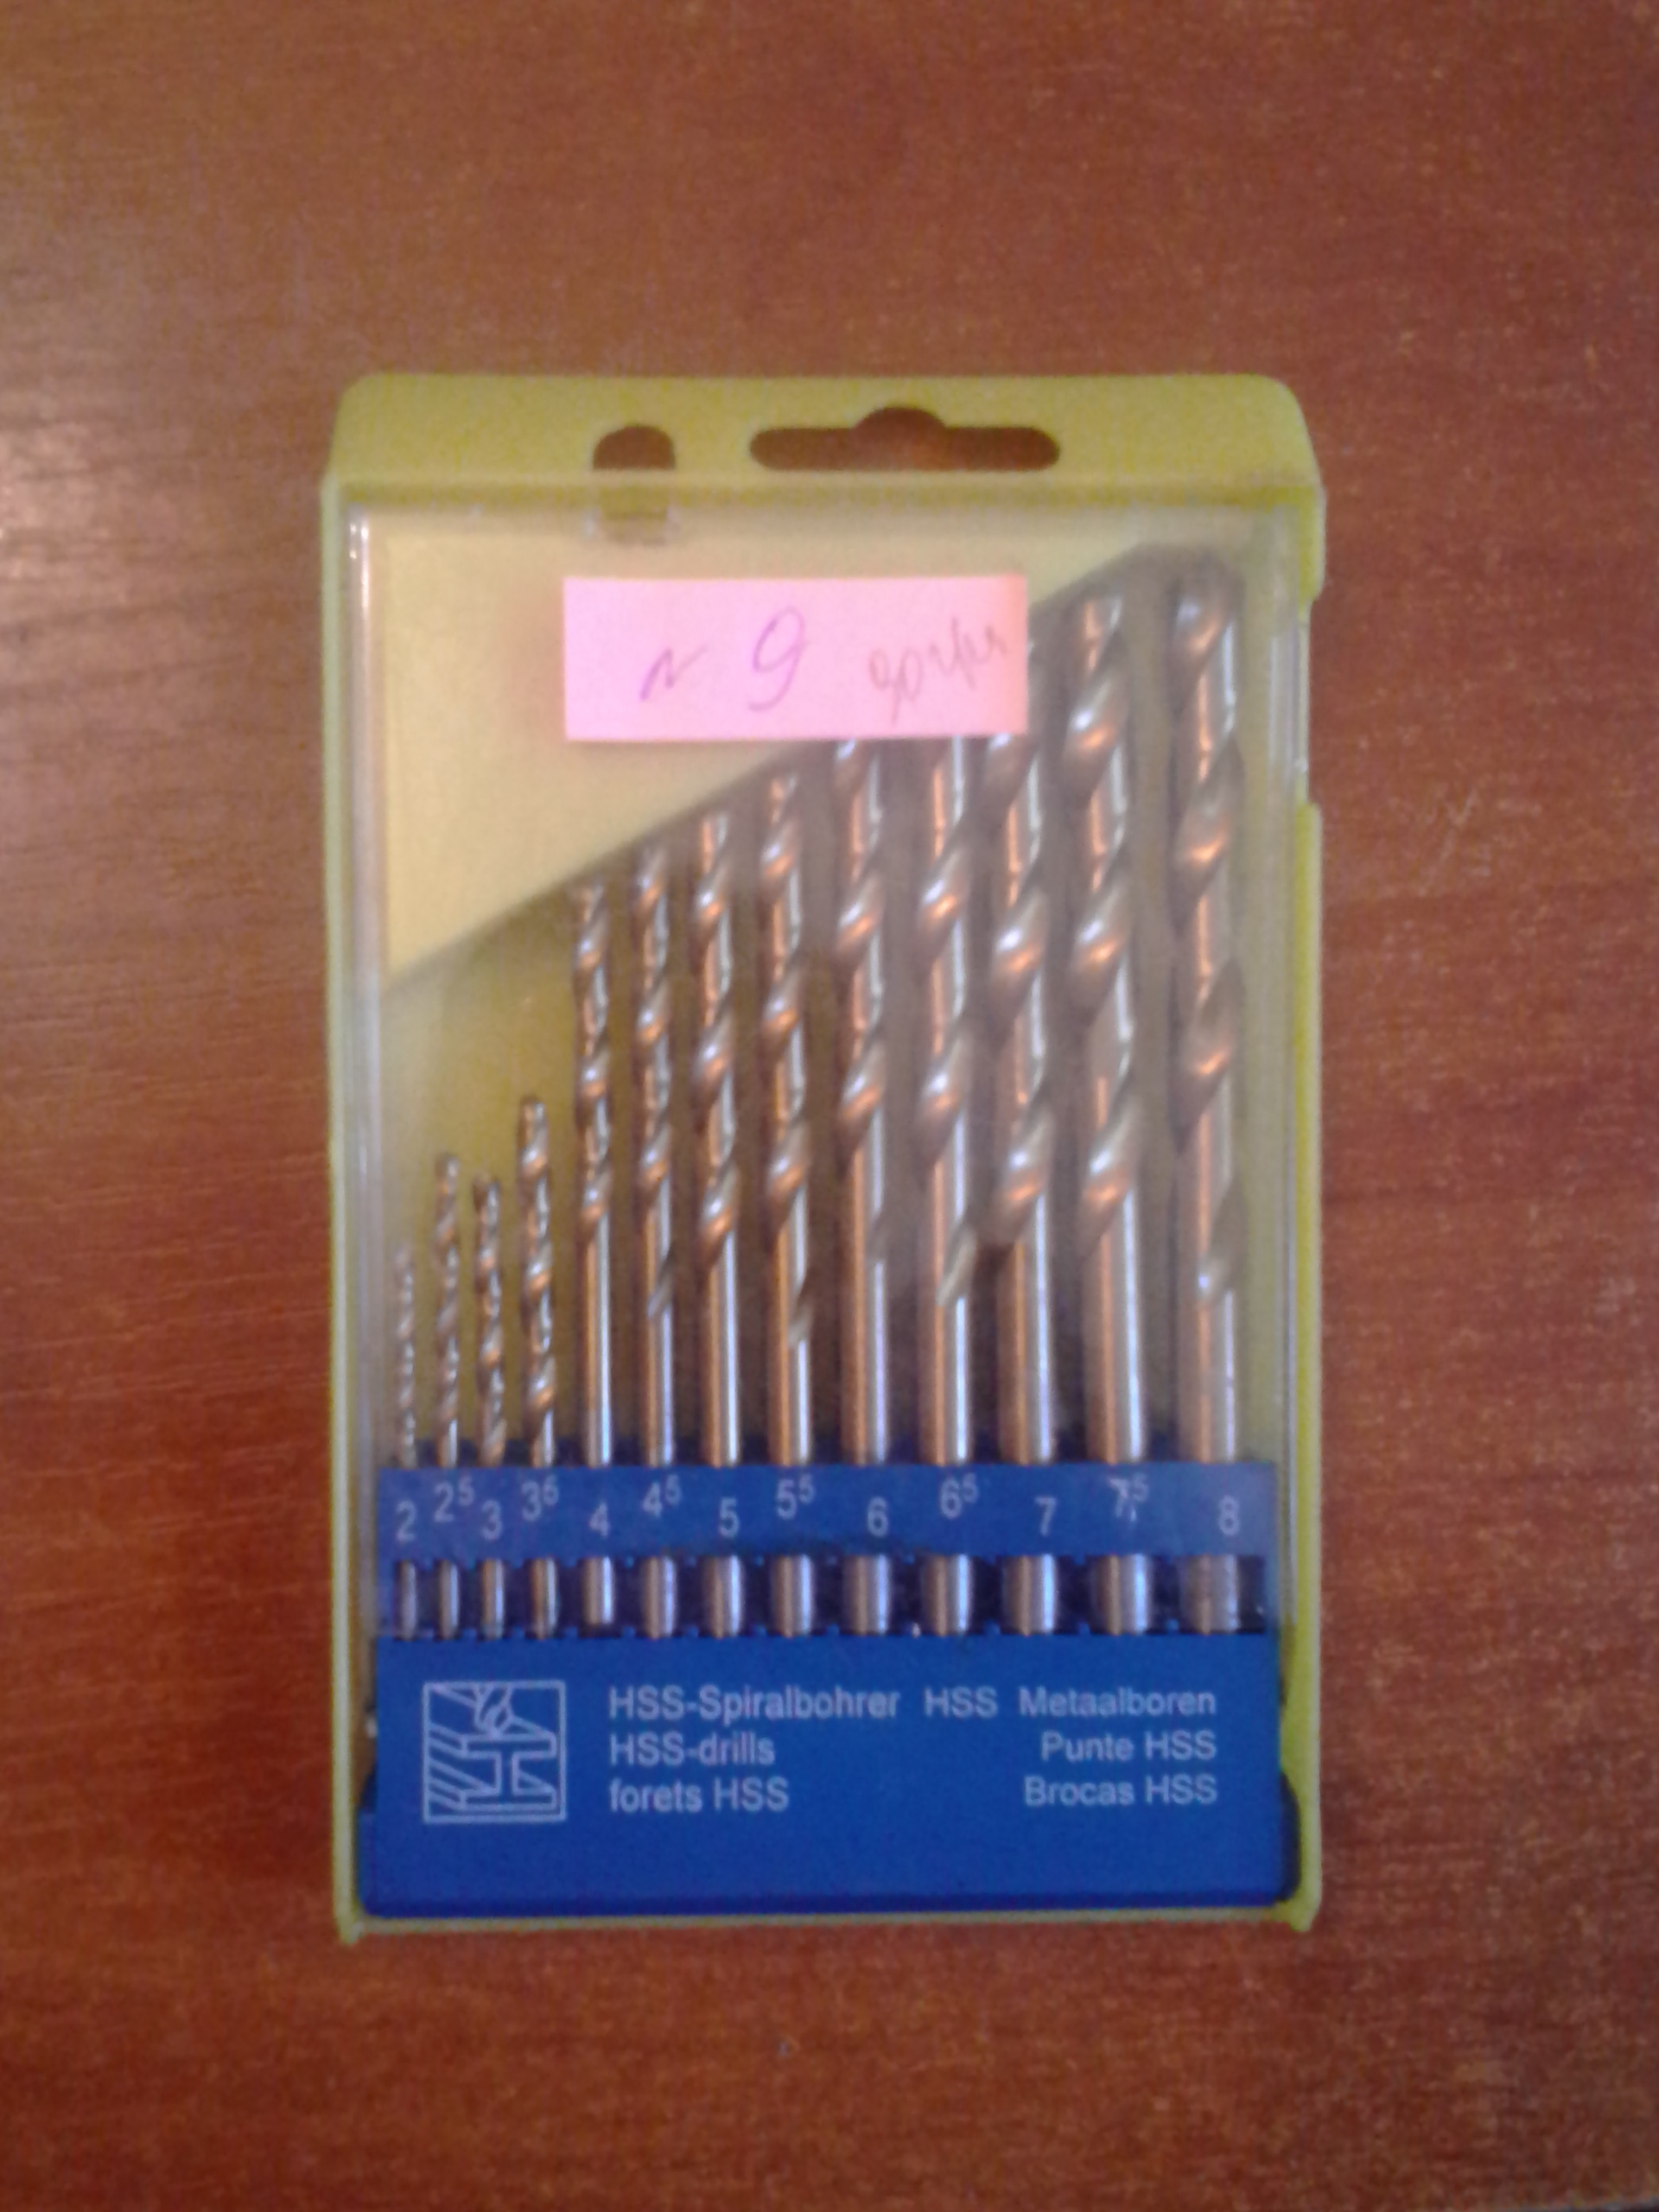 9
2 2⁵ 3 3⁵ 4 4⁵ 5 5⁵ 6 6⁵ 7 7⁵ 8
HSS-Spiralbohrer HSS Metaalboren
HSS-drills Punte HSS
forets HSS Brocas HSS